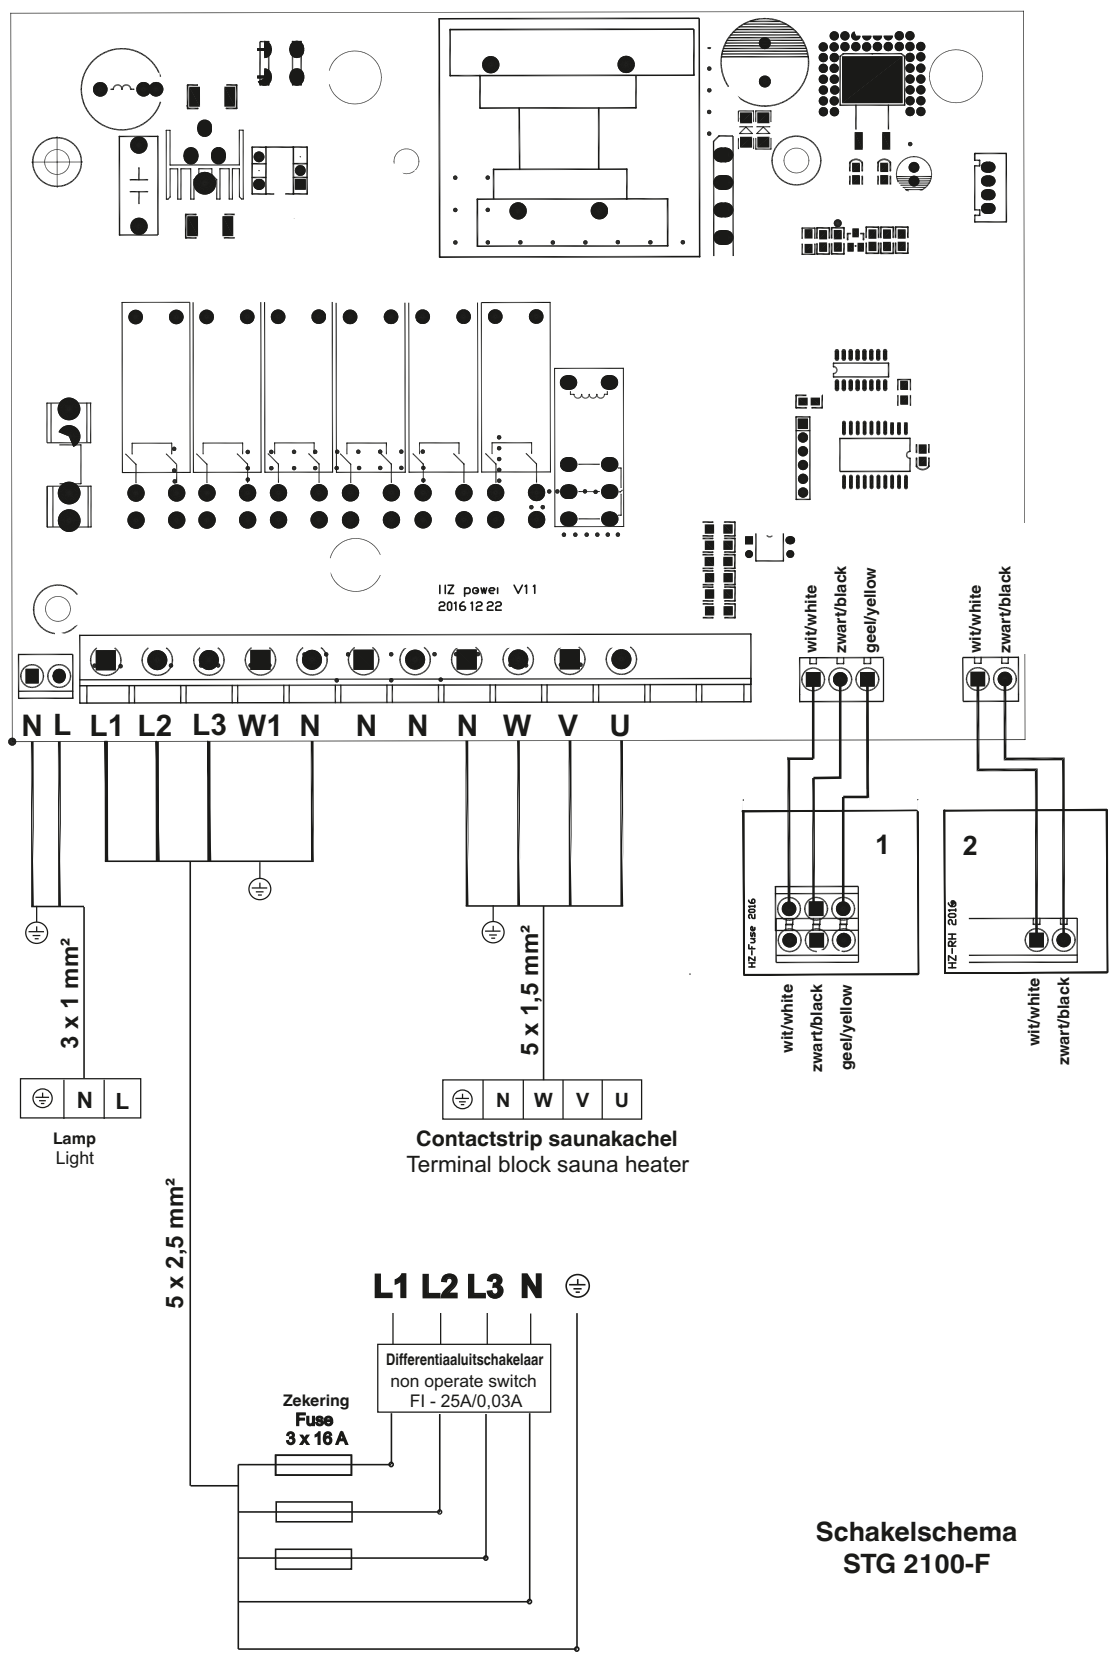 IIZ power V11
2016 12 22
wit/white
zwart/black
geel/yellow
wit/white
zwart/black
N L L1 L2 L3 W1 N N N N W V U
1
2
HZ-Fuse 2016
HZ-RH 2016
wit/white
zwart/black
geel/yellow
wit/white
zwart/black
3 x 1 mm²
5 x 1,5 mm²
N L
Lamp
Light
N W V U
Contactstrip saunakachel
Terminal block sauna heater
5 x 2,5 mm²
L1 L2 L3 N
Differentiaaluitschakelaar
non operate switch
FI - 25A/0,03A
Zekering
Fuse
3 x 16 A
Schakelschema
STG 2100-F